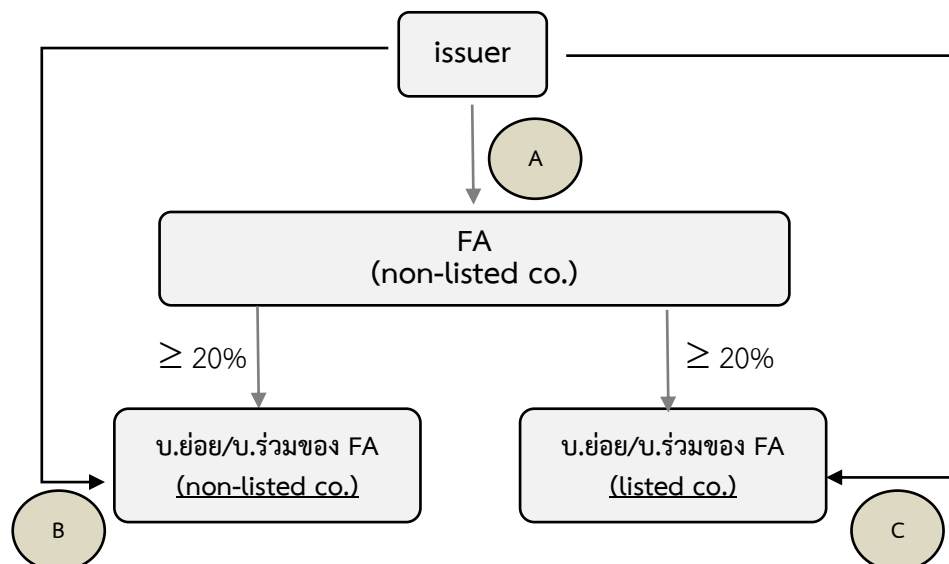 issuer
A
FA
(non-listed co.)
≥ 20%
≥ 20%
บ.ย่อย/บ.ร่วมของ FA
(non-listed co.)
บ.ย่อย/บ.ร่วมของ FA
(listed co.)
B
C